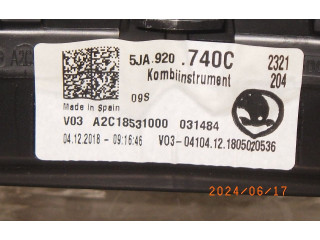 5JA.920.740C 2321
Kombiinstrument 204
09S
Made in Spain
V03 A2C18531000 031484
04.12.2018 - 09:16:46 V03-04104.12.1805020536
2024/06/17